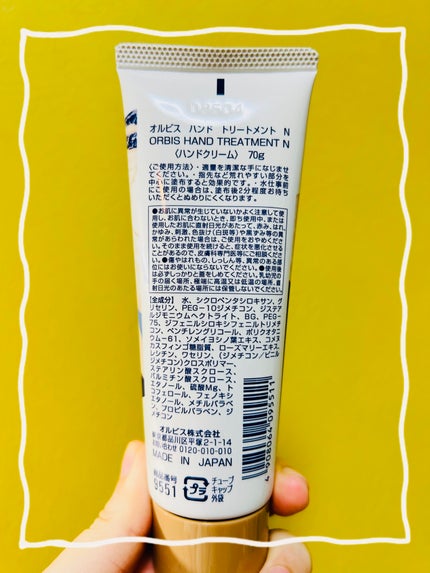 オルビス ハンド トリートメント N
ORBIS HAND TREATMENT N
〈ハンドクリーム〉 70g
〈ご使用方法〉・適量を清潔な手になじませ
てください。・指先など荒れやすい部分を
中心に塗布すると効果的です。・水仕事前
にご使用の場合は、塗布後2分程度お待ち
いただくとぬめりにくくなります。
●お肌に異常が生じていないかよく注意して使
用し、お肌に合わないとき、即ち使用中、または
使用したお肌に直射日光があたって、赤み、はれ、
かゆみ、刺激、色抜け(白斑等)や黒ずみ等の異
常があらわれた場合は、ご使用をおやめください。
そのまま使用を続けると、症状を悪化させる
ことがあるので、皮膚科専門医等にご相談くださ
い。●傷やはれもの、しっしん等、異常のある部
位にはお使いにならないでください。●使用後
は必ずしっかりと蓋をしめてください。乳幼児の
手の届く場所、極端に高温又は低温の場所、直
射日光のあたる場所には保管しないでください。
【全成分】 水、シクロペンタシロキサン、グ
リセリン、PEG-10ジメチコン、ジステア
ルジモニウムヘクトライト、BG、PEG-
75、ジフェニルシロキシフェニルトリメチ
コン、ペンチレングリコール、ポリクオタニ
ウム-61、ソメイヨシノ葉エキス、コメヌ
カスフィンゴ糖脂質、ローズマリーエキス、
レシチン、ワセリン、(ジメチコン/ビニル
ジメチコン)クロスポリマー、
ステアリン酸スクロース、
パルミチン酸スクロース、
エタノール、硫酸Mg、ト
コフェロール、フェノキシ
エタノール、メチルパラベ
ン、プロピルパラベン、ジメ
チコン
オルビス株式会社
東京都品川区平塚2-1-14
お問い合わせ 0120-010-010
MADE IN JAPAN
商品番号
9551
プラ
チューブ
キャップ
外袋
4908064095511